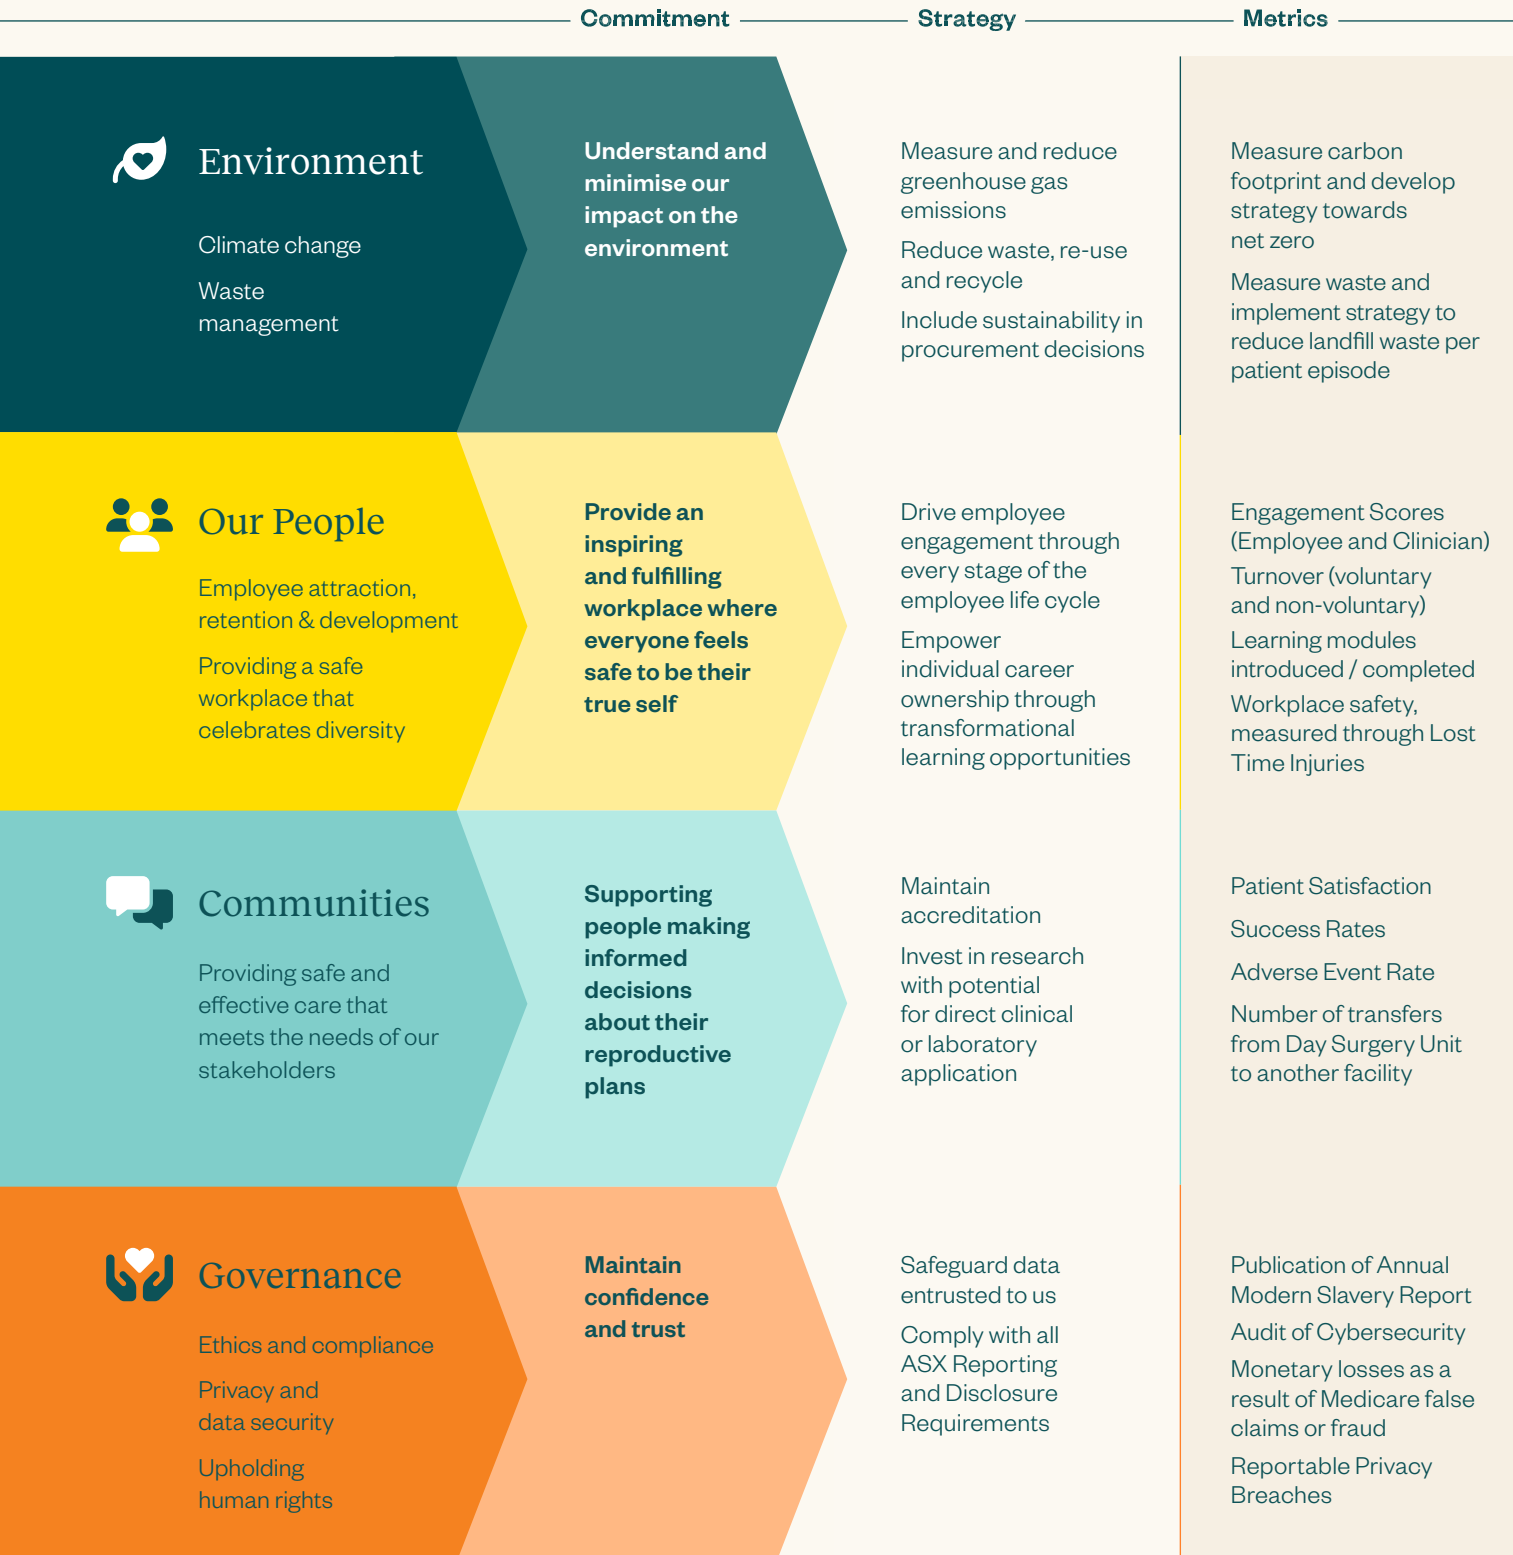 Commitment
Strategy
Metrics
Environment
Climate change
Waste
management
Understand and
minimise our
impact on the
environment
Measure and reduce
greenhouse gas
emissions
Reduce waste, re-use
and recycle
Include sustainability in
procurement decisions
Measure carbon
footprint and develop
strategy towards
net zero
Measure waste and
implement strategy to
reduce landfill waste per
patient episode
Our People
Employee attraction,
retention & development
Providing a safe
workplace that
celebrates diversity
Provide an
inspiring
and fulfilling
workplace where
everyone feels
safe to be their
true self
Drive employee
engagement through
every stage of the
employee life cycle
Empower
individual career
ownership through
transformational
learning opportunities
Engagement Scores
(Employee and Clinician)
Turnover (voluntary
and non-voluntary)
Learning modules
introduced / completed
Workplace safety,
measured through Lost
Time Injuries
Communities
Providing safe and
effective care that
meets the needs of our
stakeholders
Supporting
people making
informed
decisions
about their
reproductive
plans
Maintain
accreditation
Invest in research
with potential
for direct clinical
or laboratory
application
Patient Satisfaction
Success Rates
Adverse Event Rate
Number of transfers
from Day Surgery Unit
to another facility
Governance
Ethics and compliance
Privacy and
data security
Upholding
human rights
Maintain
confidence
and trust
Safeguard data
entrusted to us
Comply with all
ASX Reporting
and Disclosure
Requirements
Publication of Annual
Modern Slavery Report
Audit of Cybersecurity
Monetary losses as a
result of Medicare false
claims or fraud
Reportable Privacy
Breaches